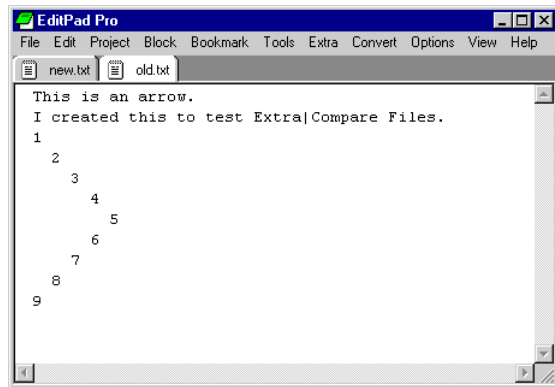 EditPad Pro
File Edit Project Block Bookmark Tools Extra Convert Options View Help
new.txt old.txt
This is an arrow.
I created this to test Extra|Compare Files.
1
2
3
4
5
6
7
8
9